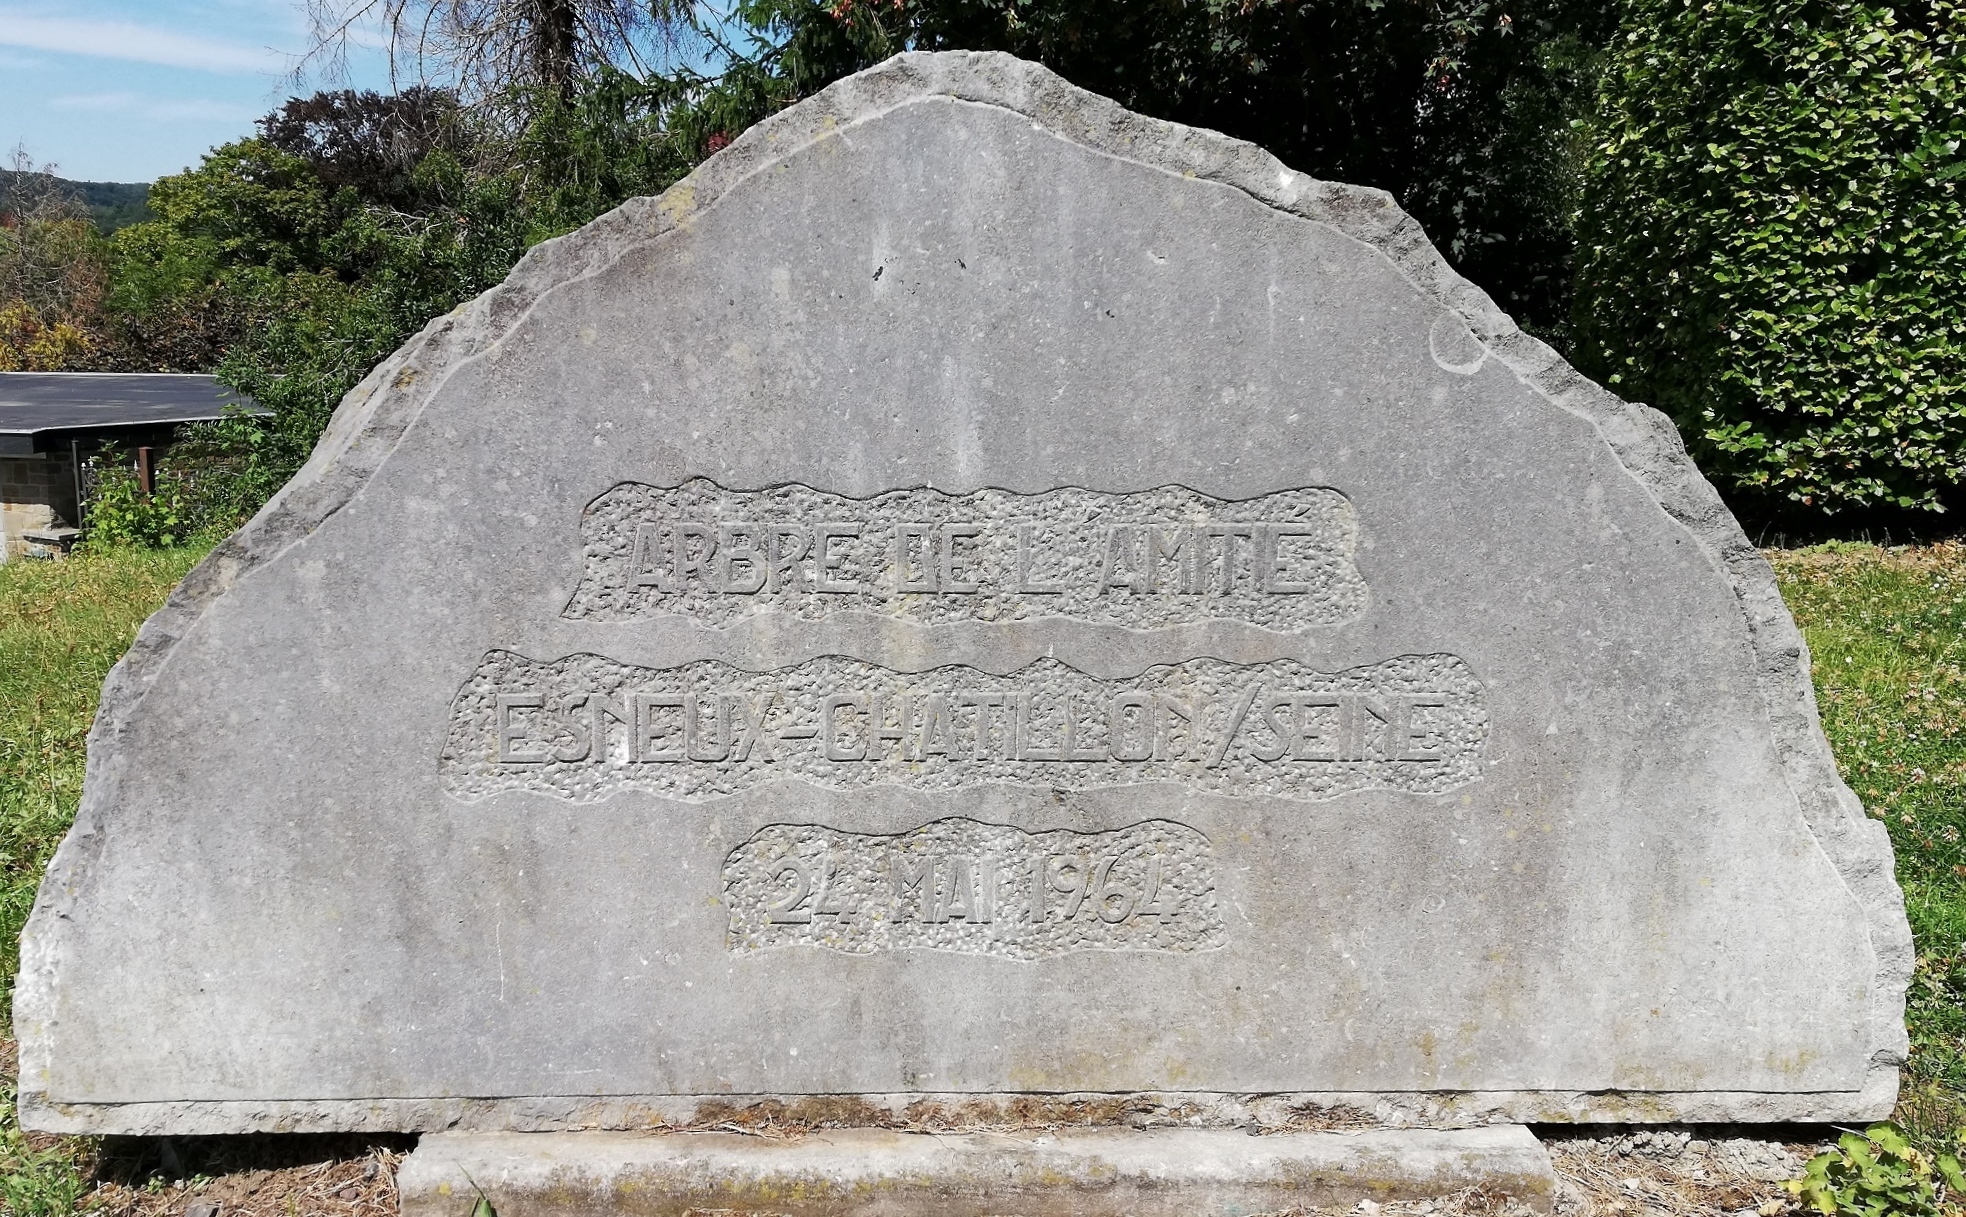 ARBRE DE L'AMITIÉ
ESNEUX-CHATILLON/SEINE
24 MAI 1964